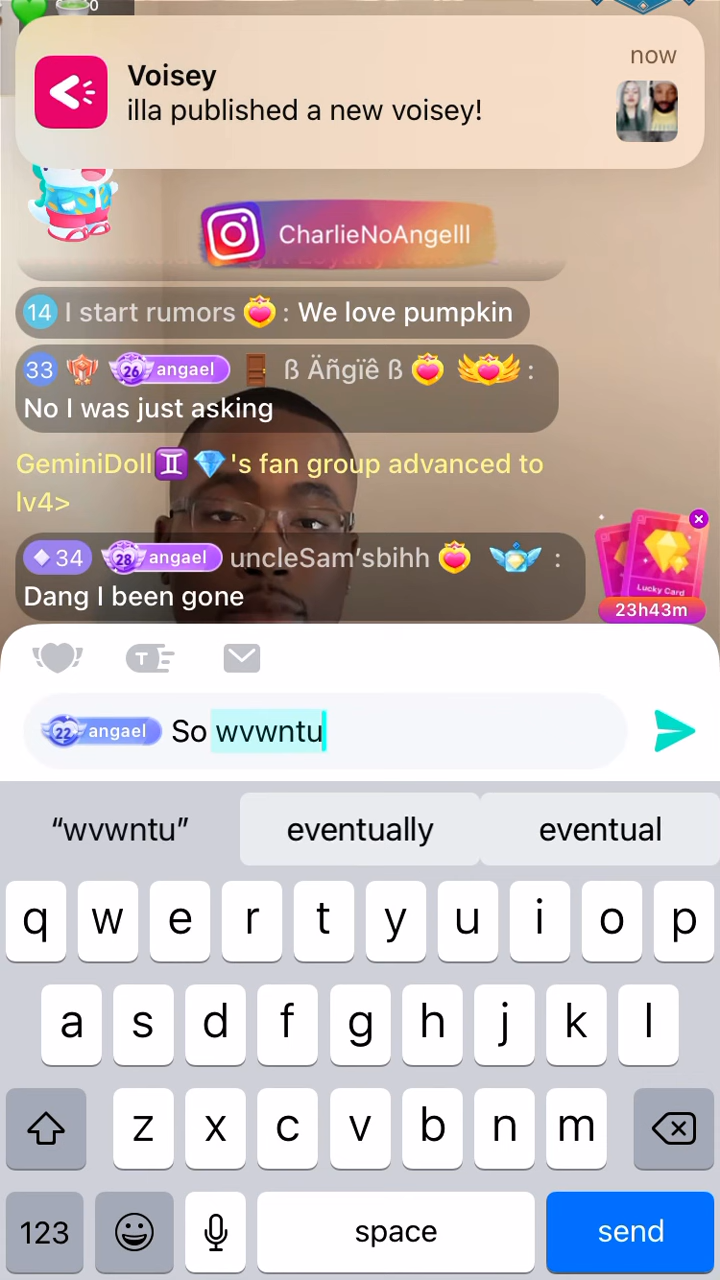 0
Voisey
now
illa published a new voisey!
CharlieNoAngelll
14 I start rumors : We love pumpkin
33 26 angael ß Äñgïê ß :
No I was just asking
GeminiDoll♊💎's fan group advanced to
lv4>
34 28 angael uncleSam'sbihh :
Dang I been gone
Lucky Card
23h43m
T
22 angael So wvwntu
“wvwntu” eventually eventual
q w e r t y u i o p
a s d f g h j k l
z x c v b n m
123 space send